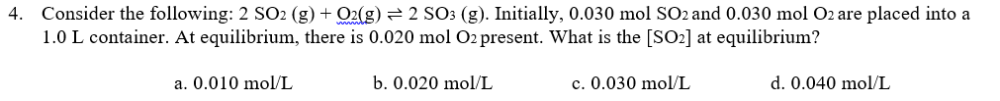 4. Consider the following: 2 SO2 (g) + O2(g) ⇌ 2 SO3 (g). Initially, 0.030 mol SO2 and 0.030 mol O2 are placed into a
1.0 L container. At equilibrium, there is 0.020 mol O2 present. What is the [SO2] at equilibrium?
a. 0.010 mol/L b. 0.020 mol/L c. 0.030 mol/L d. 0.040 mol/L